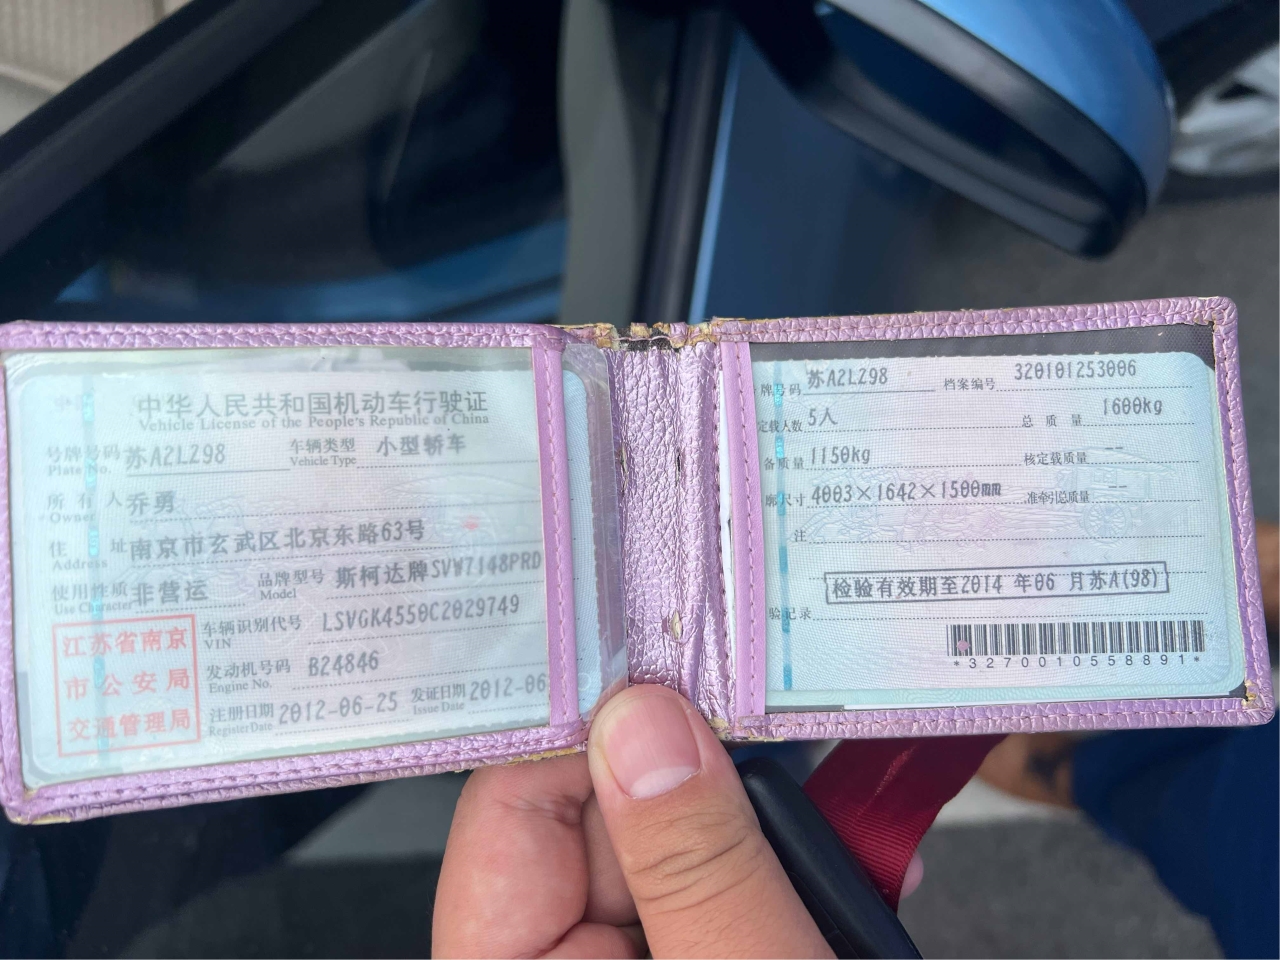 中华人民共和国机动车行驶证
Vehicle License of the People's Republic of China
号牌号码 苏A2LZ98 车辆类型 小型轿车
Plate No. Vehicle Type
所有人 乔勇
Owner
住址 南京市玄武区北京东路63号
Address
使用性质 非营运 品牌型号 斯柯达牌SVW7148PRD
Use Character Model
江苏省南京
市公安局
交通管理局
车辆识别代号 LSVGK4550C2029749
VIN
发动机号码 B24846
Engine No.
注册日期 2012-06-25 发证日期 2012-06
Register Date Issue Date
牌号码 苏A2LZ98 档案编号 320101253006
定载人数 5人 总质量 1600kg
备质量 1150kg 核定载质量 --
廓尺寸 4003×1642×1500mm 准牵引总质量 --
注
检验有效期至2014年06月苏A(98)
验记录
*3270010558891*